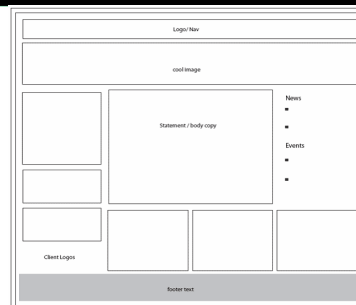 Logo/ Nav
cool image
Statement / body copy
News
Events
Client Logos
footer text